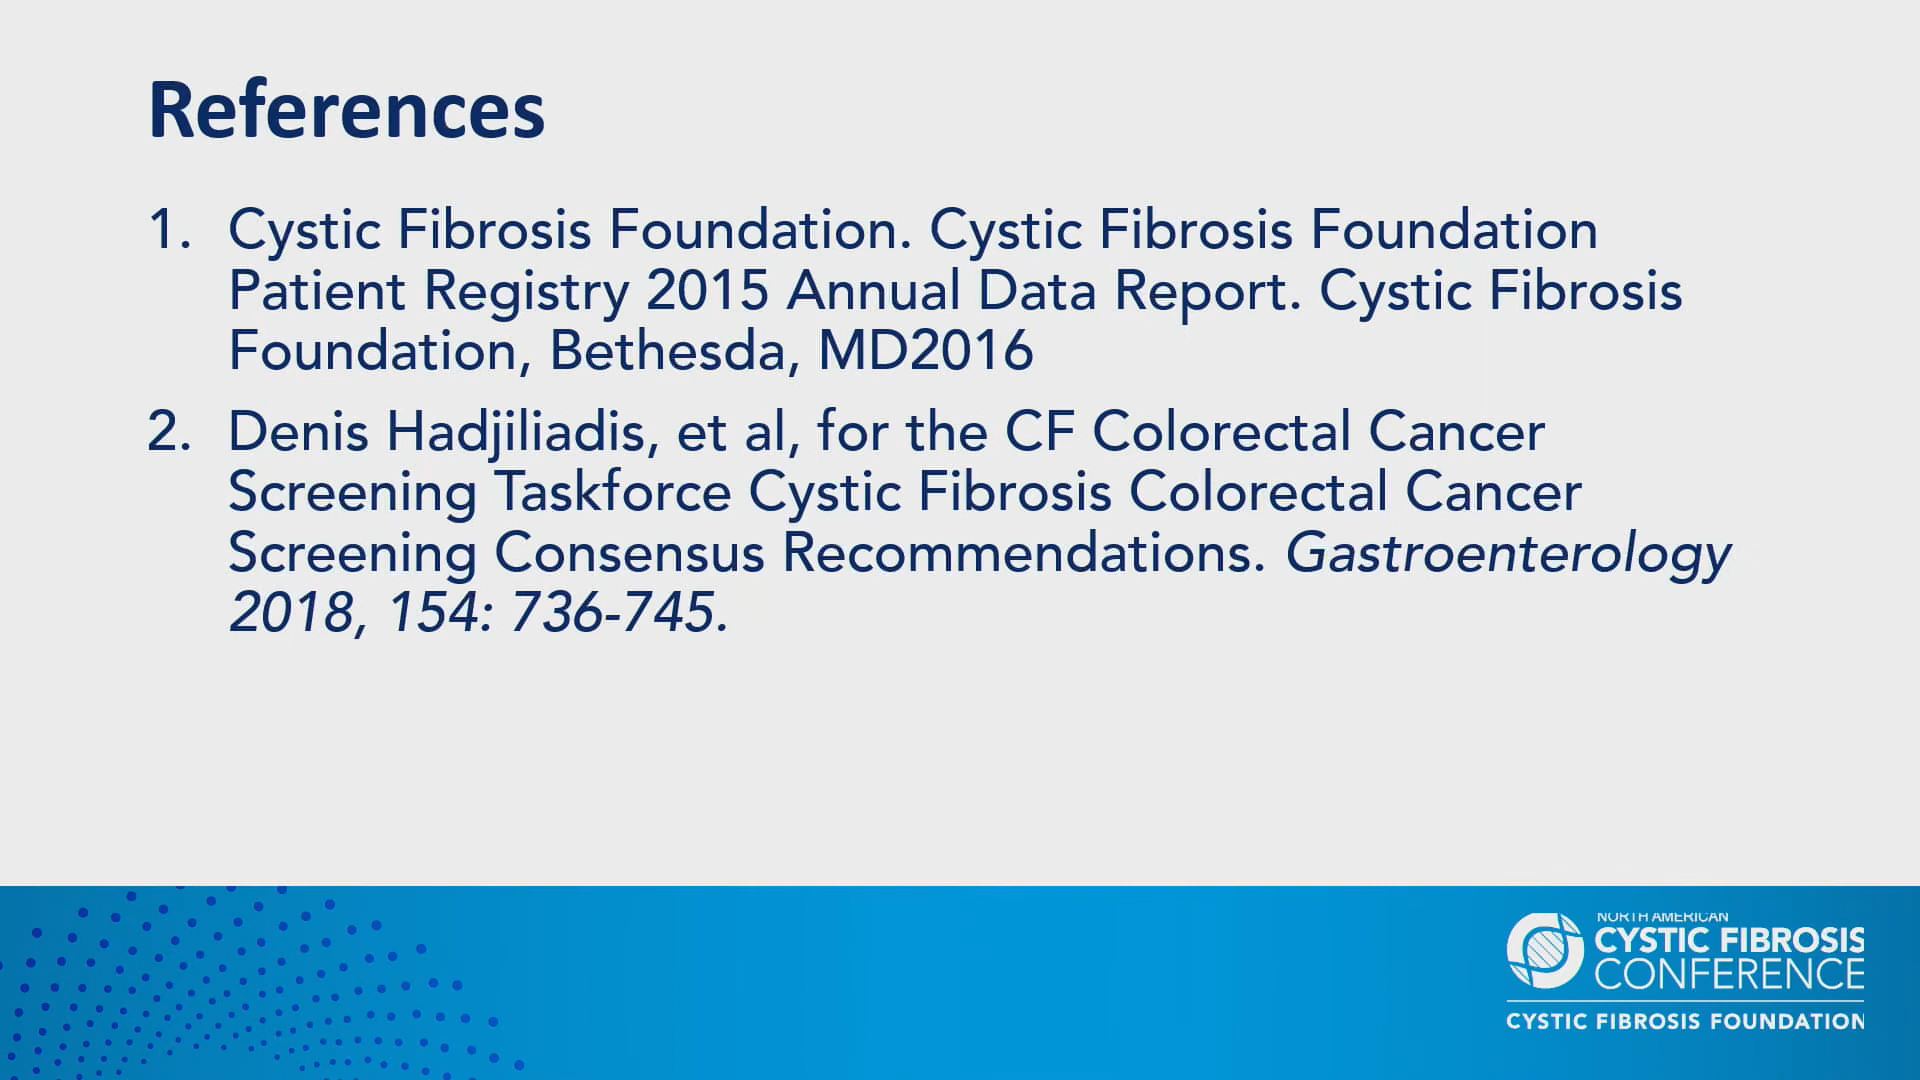 References
1. Cystic Fibrosis Foundation. Cystic Fibrosis Foundation
Patient Registry 2015 Annual Data Report. Cystic Fibrosis
Foundation, Bethesda, MD2016
2. Denis Hadjiliadis, et al, for the CF Colorectal Cancer
Screening Taskforce Cystic Fibrosis Colorectal Cancer
Screening Consensus Recommendations. Gastroenterology
2018, 154: 736-745.
NORTH AMERICAN
CYSTIC FIBROSIS
CONFERENCE
CYSTIC FIBROSIS FOUNDATION